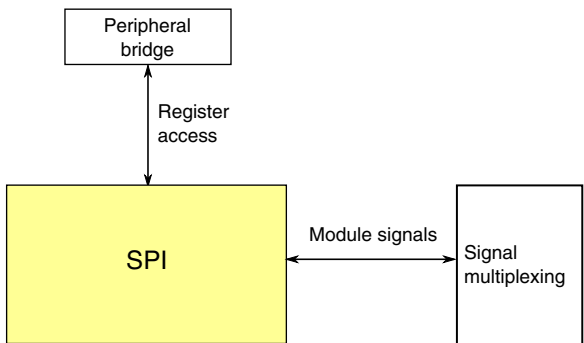 Peripheral
bridge
Register
access
SPI
Module signals
Signal
multiplexing